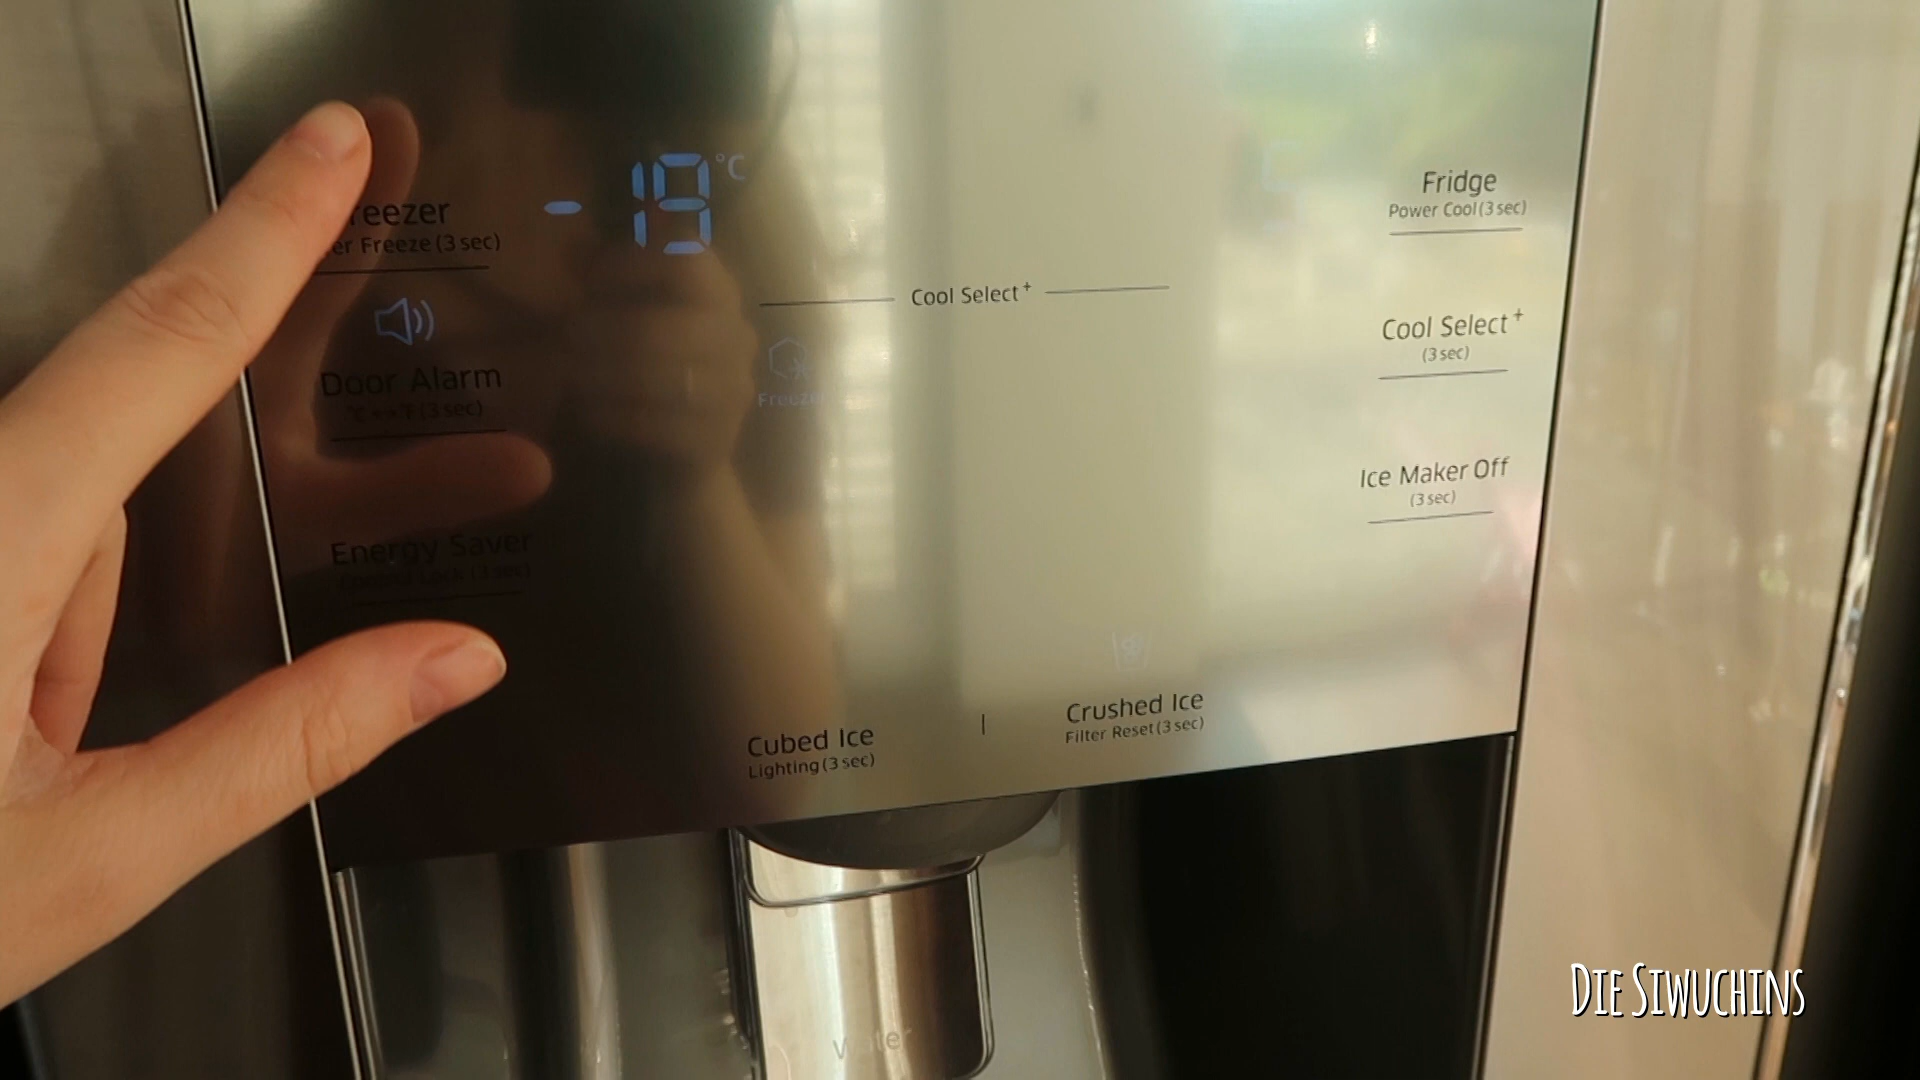 reezer
er Freeze (3 sec)
- 19 °C
Fridge
Power Cool (3 sec)
Cool Select+
Door Alarm
°C ↔ °F (3 sec)
Freezer
Cool Select+
(3 sec)
Ice Maker Off
(3 sec)
Energy Saver
Control Lock (3 sec)
Cubed Ice
Lighting (3 sec)
|
Crushed Ice
Filter Reset (3 sec)
Water
DIE SIWUCHINS